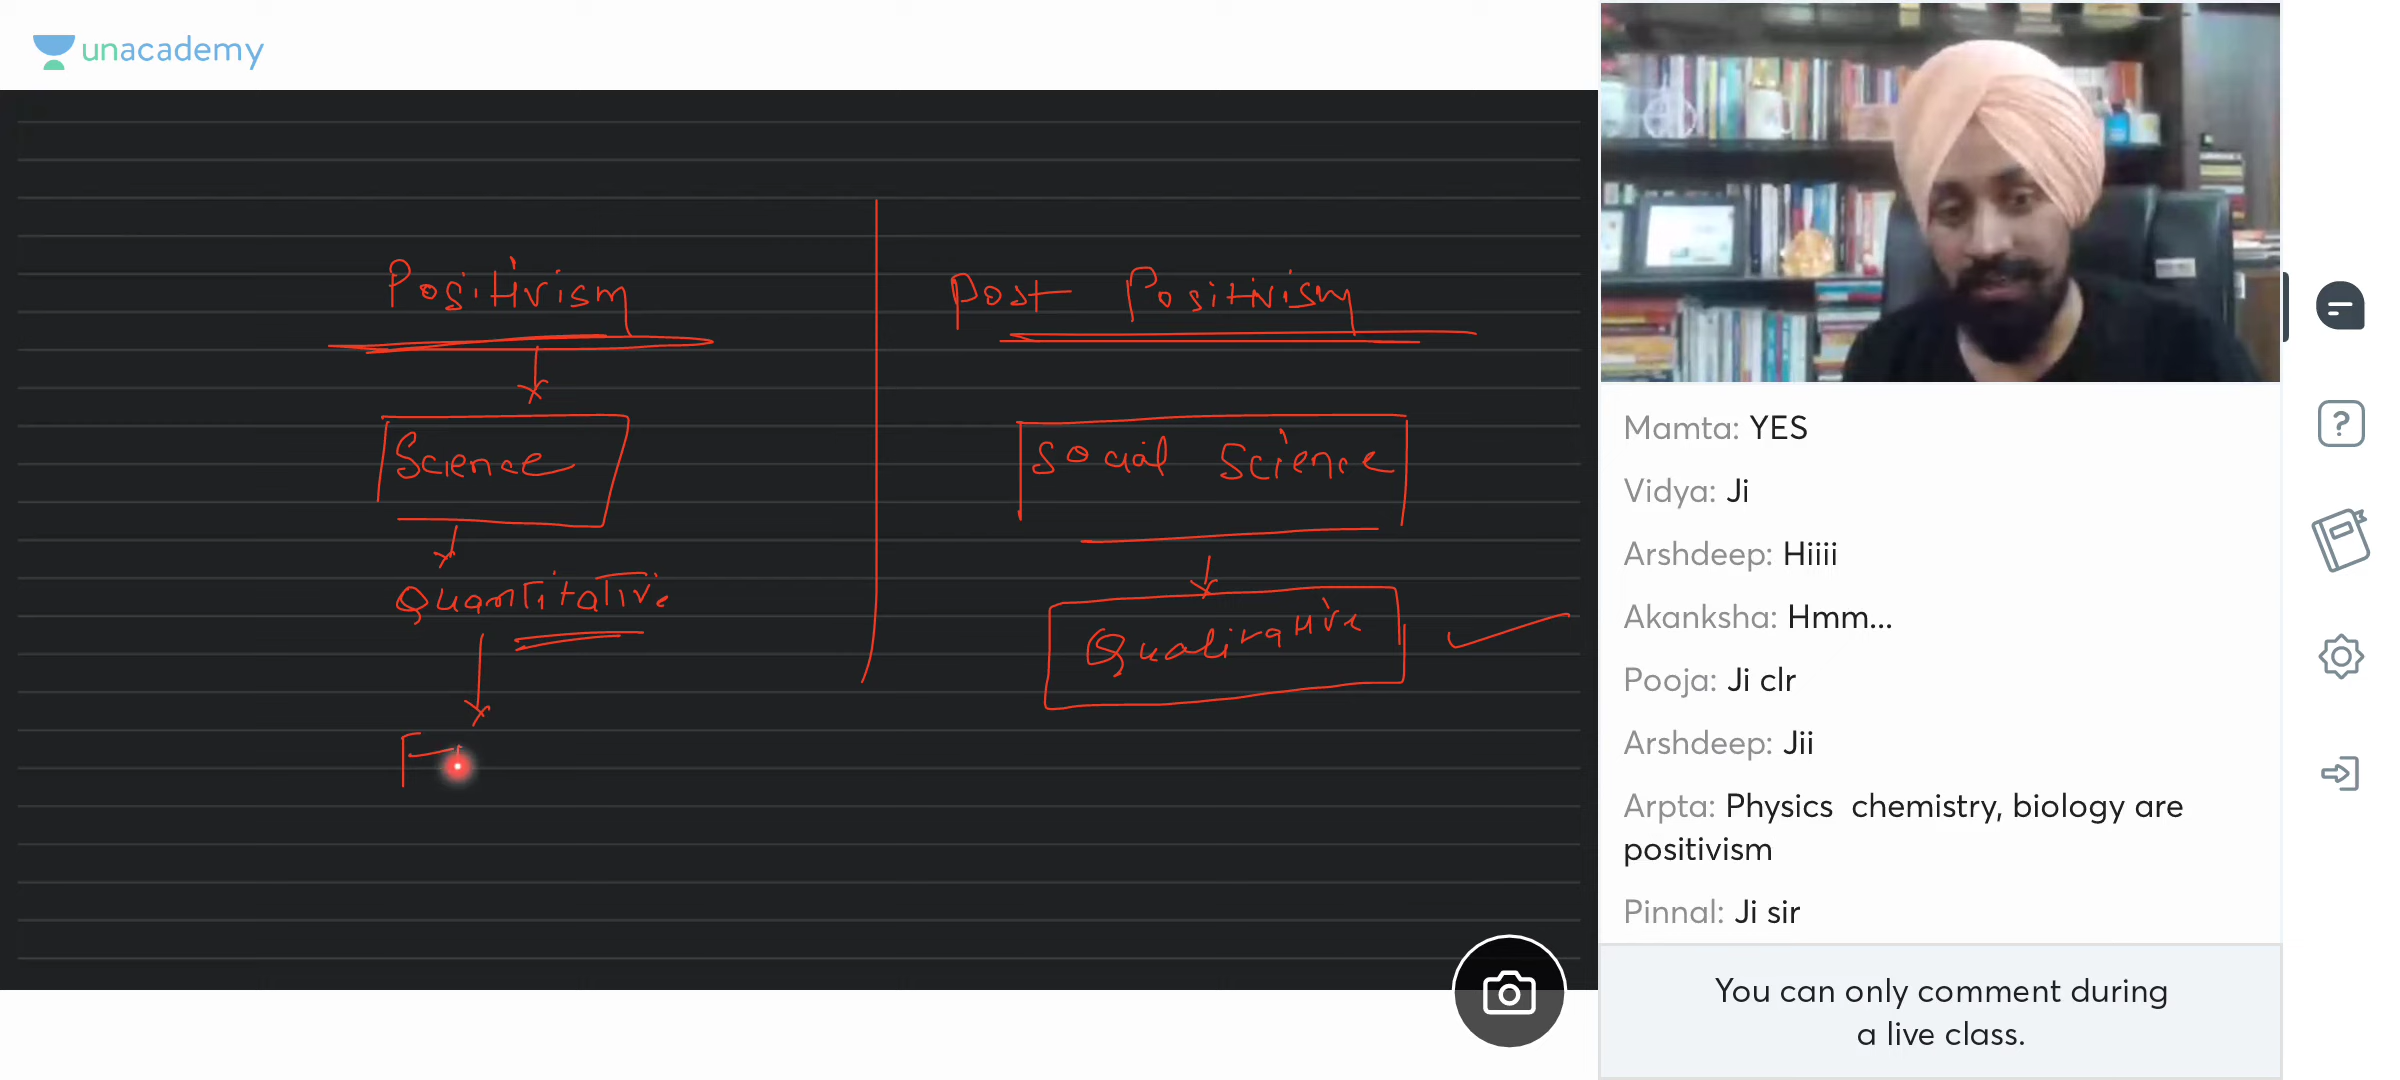 unacademy
Positivism
Post Positivism
Science
Social Science
Quantitative
Qualitative
F
Mamta: YES
Vidya: Ji
Arshdeep: Hiiii
Akanksha: Hmm...
Pooja: Ji clr
Arshdeep: Jii
Arpta: Physics chemistry, biology are
positivism
Pinnal: Ji sir
You can only comment during
a live class.